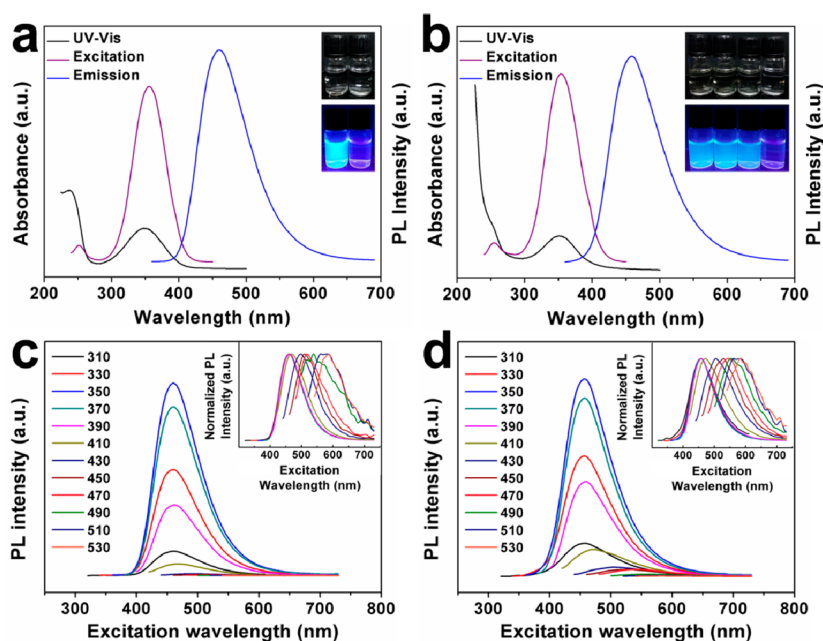 a
UV-Vis
Excitation
Emission
Absorbance (a.u.)
PL Intensity (a.u.)
200 300 400 500 600 700
Wavelength (nm)
b
UV-Vis
Excitation
Emission
Absorbance (a.u.)
PL Intensity (a.u.)
200 300 400 500 600 700
Wavelength (nm)
c
310
330
350
370
390
410
430
450
470
490
510
530
PL intensity (a.u.)
300 400 500 600 700 800
Excitation wavelength (nm)
Normalized PL
Intensity (a.u.)
400 500 600 700
Excitation
Wavelength (nm)
d
310
330
350
370
390
410
430
450
470
490
510
530
PL intensity (a.u.)
300 400 500 600 700 800
Excitation wavelength (nm)
Normalized PL
Intensity (a.u.)
400 500 600 700
Excitation
Wavelength (nm)